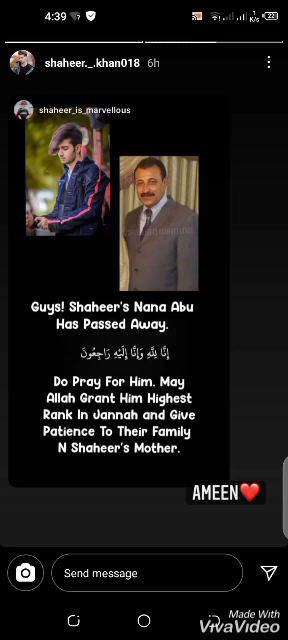 4:39
1
K/s
22
shaheer._.khan018 6h
shaheer_is_marvellous
Guys! Shaheer's Nana Abu
Has Passed Away.
إِنَّا لِلَّهِ وَإِنَّا إِلَيْهِ رَاجِعُونَ
Do Pray For Him. May
Allah Grant Him Highest
Rank In Jannah and Give
Patience To Their Family
N Shaheer's Mother.
AMEEN❤️
Send message
Made With
VivaVideo